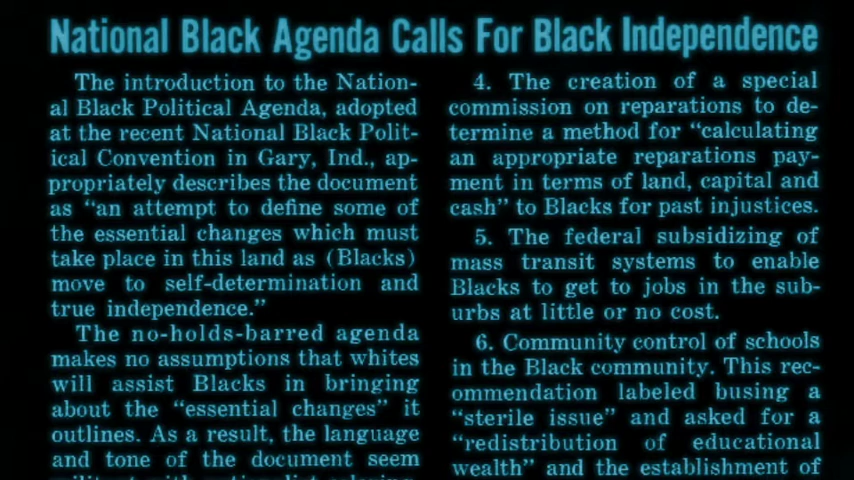 National Black Agenda Calls For Black Independence
The introduction to the Nation-
al Black Political Agenda, adopted
at the recent National Black Polit-
ical Convention in Gary, Ind., ap-
propriately describes the document
as “an attempt to define some of
the essential changes which must
take place in this land as (Blacks)
move to self-determination and
true independence.”
The no-holds-barred agenda
makes no assumptions that whites
will assist Blacks in bringing
about the “essential changes” it
outlines. As a result, the language
and tone of the document seem
4. The creation of a special
commission on reparations to de-
termine a method for “calculating
an appropriate reparations pay-
ment in terms of land, capital and
cash” to Blacks for past injustices.
5. The federal subsidizing of
mass transit systems to enable
Blacks to get to jobs in the sub-
urbs at little or no cost.
6. Community control of schools
in the Black community. This rec-
ommendation labeled busing a
“sterile issue” and asked for a
“redistribution of educational
wealth” and the establishment of